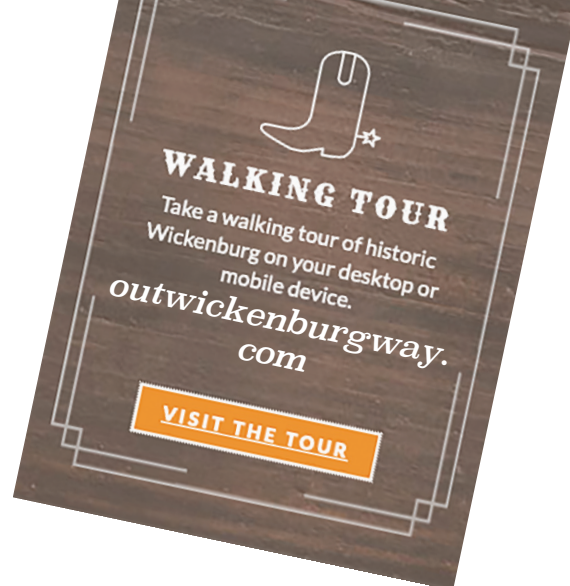 WALKING TOUR
Take a walking tour of historic
Wickenburg on your desktop or
mobile device.
outwickenburgway.
com
VISIT THE TOUR